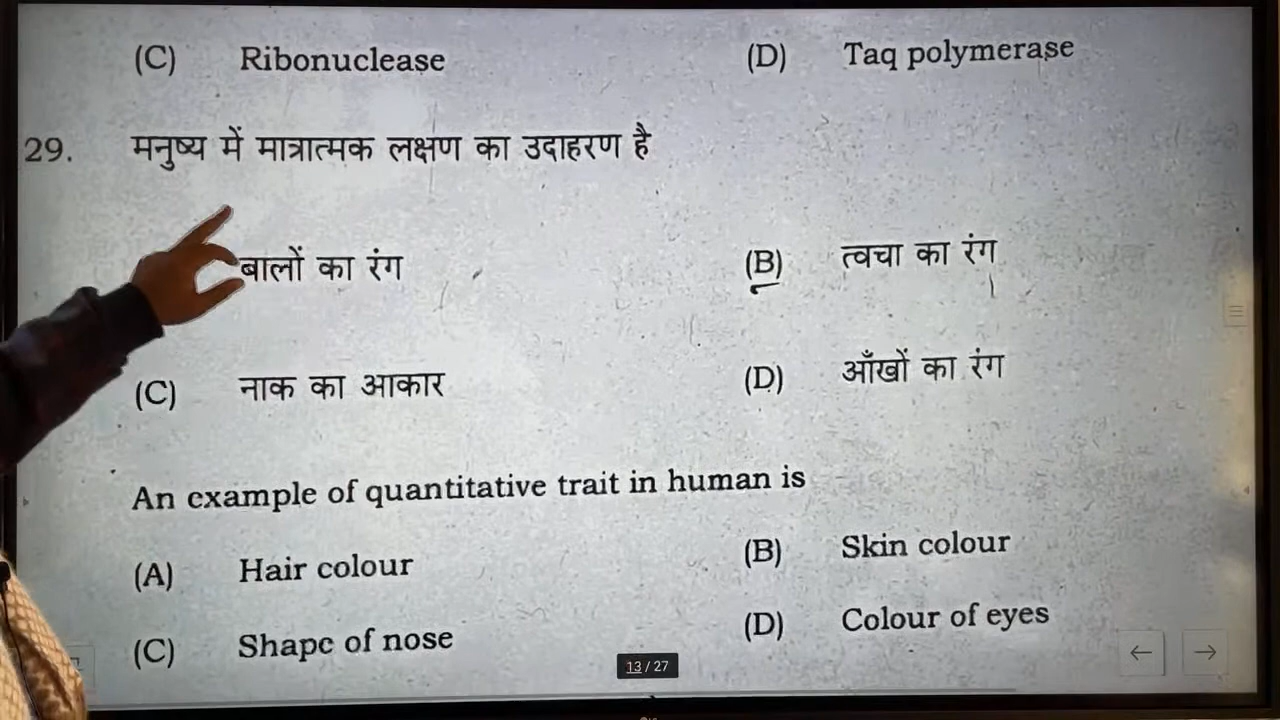 (C) Ribonuclease (D) Taq polymerase
29. मनुष्य में मात्रात्मक लक्षण का उदाहरण है
बालों का रंग (B) त्वचा का रंग
(C) नाक का आकार (D) आँखों का रंग
An example of quantitative trait in human is
(A) Hair colour (B) Skin colour
(C) Shape of nose (D) Colour of eyes
13 / 27